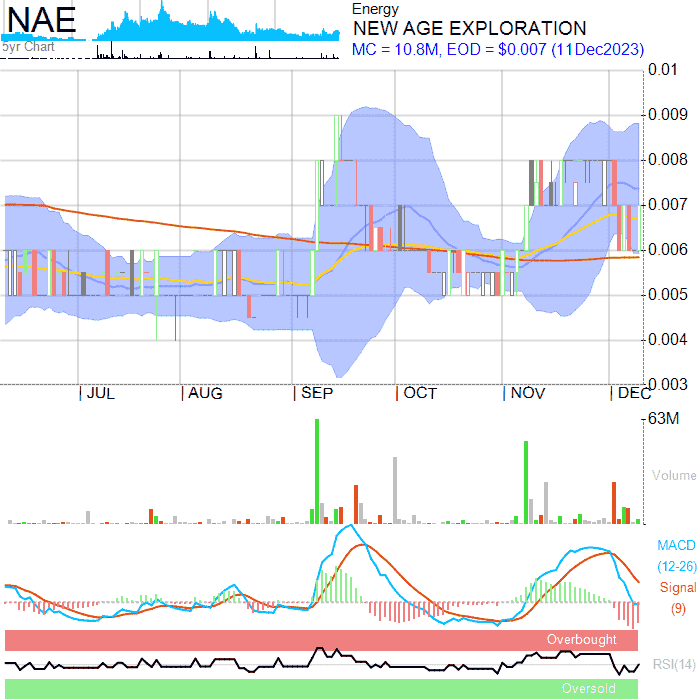 NAE
5yr Chart
Energy
NEW AGE EXPLORATION
MC = 10.8M, EOD = $0.007 (11Dec2023)
0.01
0.009
0.008
0.007
0.006
0.005
0.004
0.003
JUL AUG SEP OCT NOV DEC
63M
Volume
MACD
(12-26)
Signal
(9)
Overbought
RSI(14)
Oversold